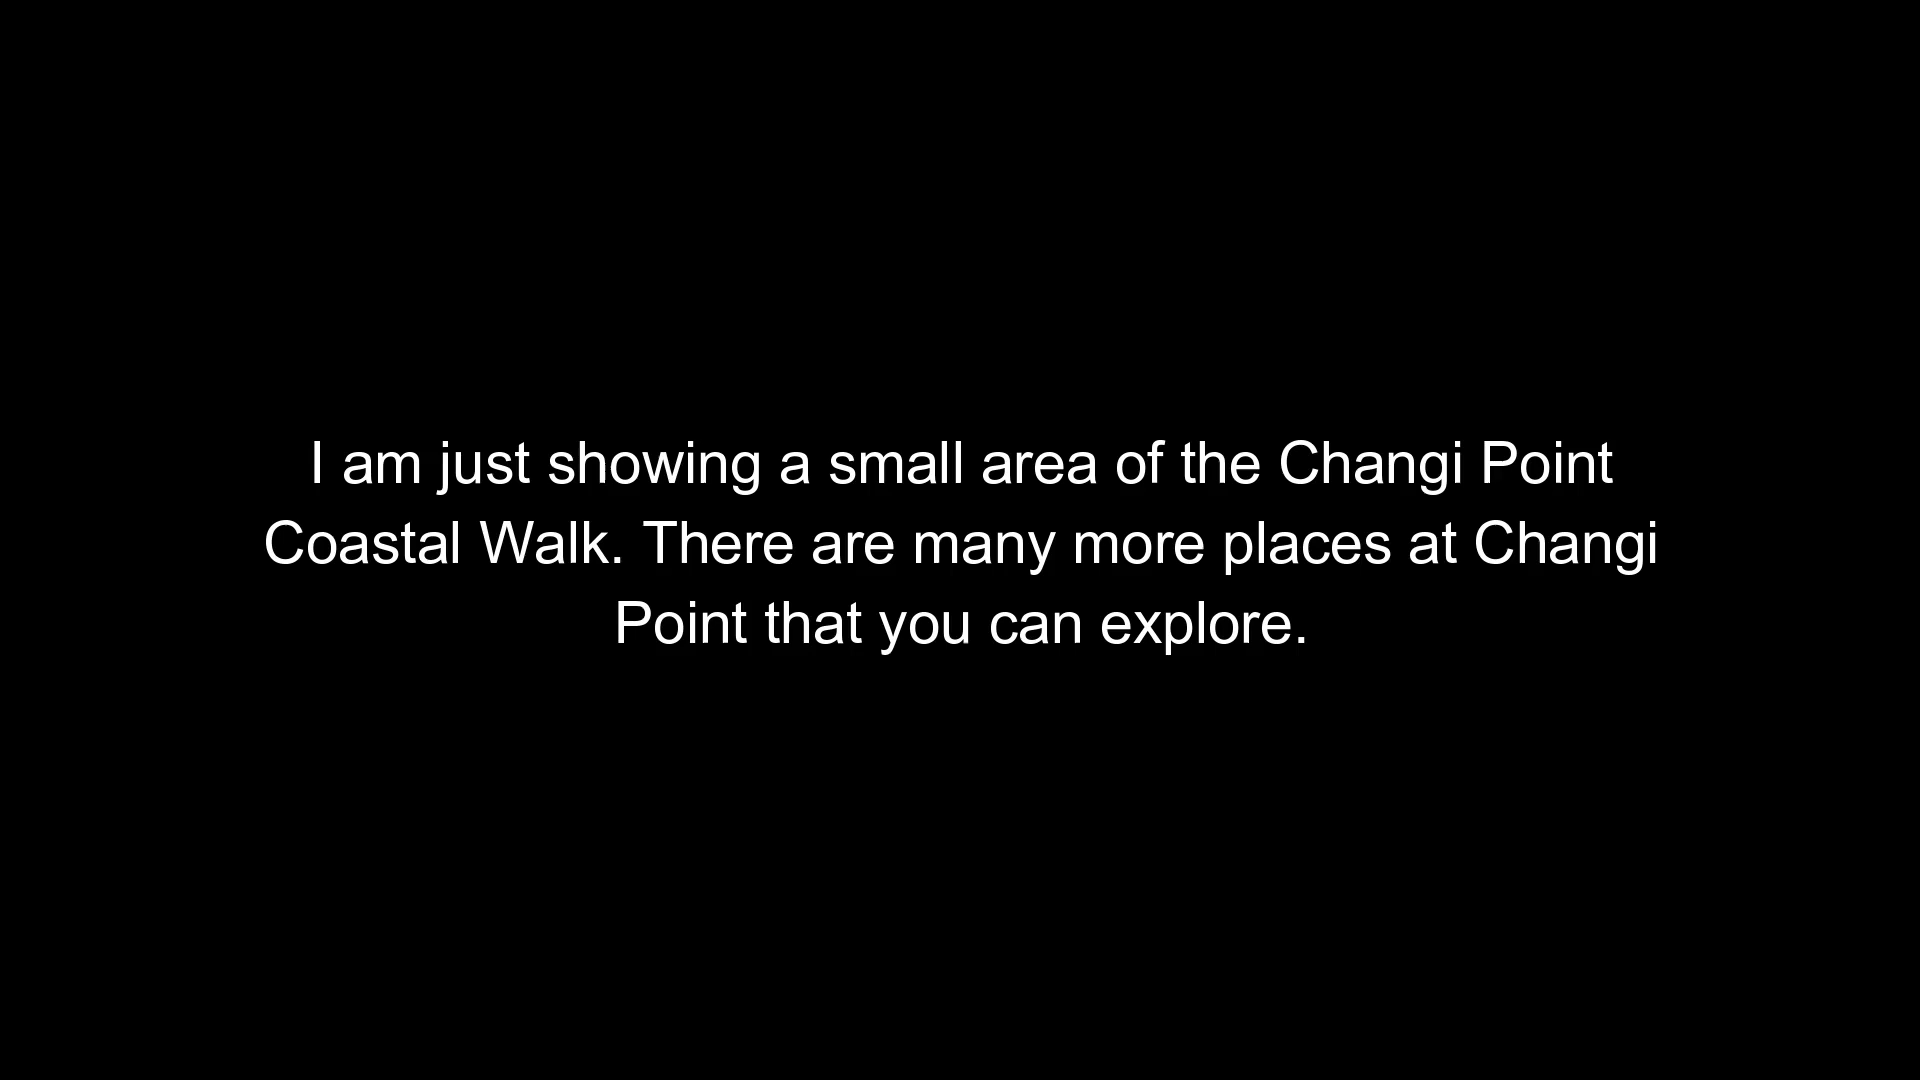 I am just showing a small area of the Changi Point
Coastal Walk. There are many more places at Changi
Point that you can explore.